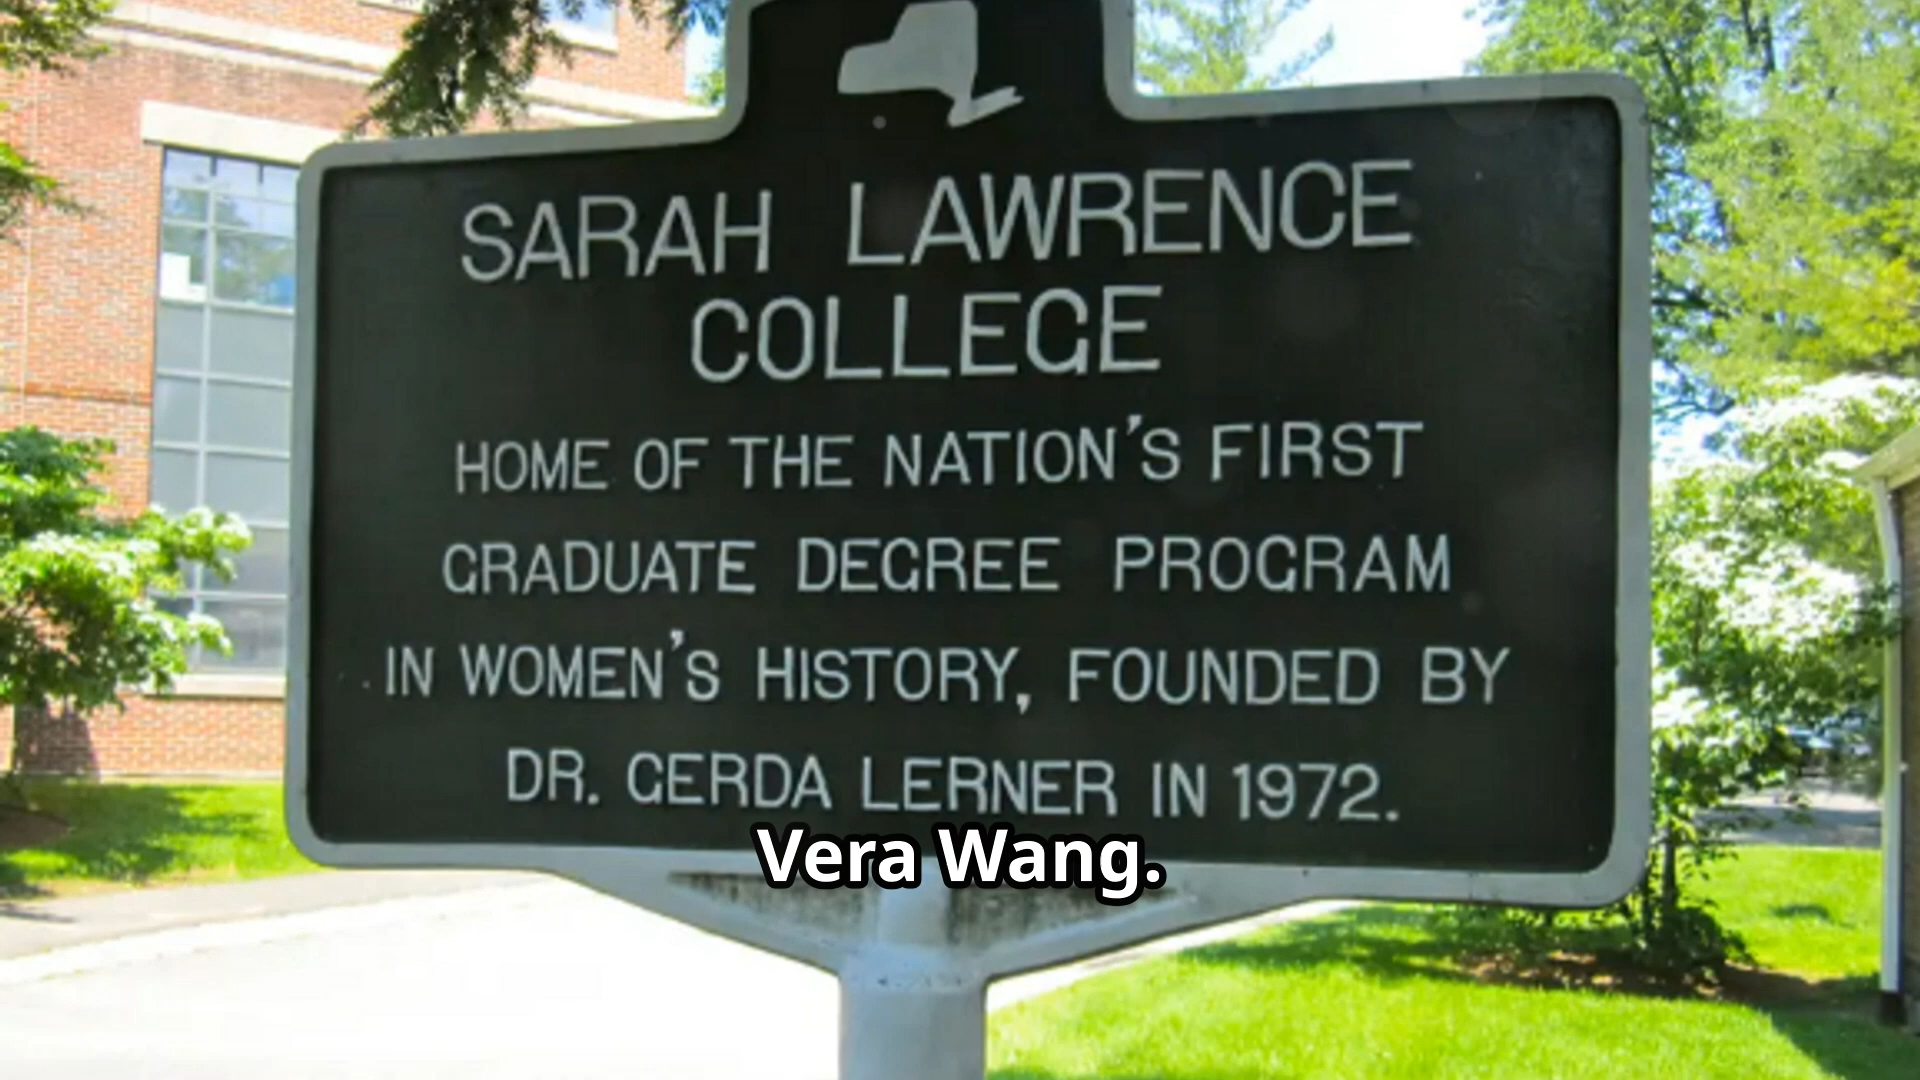 SARAH LAWRENCE
COLLEGE
HOME OF THE NATION'S FIRST
GRADUATE DEGREE PROGRAM
IN WOMEN'S HISTORY, FOUNDED BY
DR. GERDA LERNER IN 1972.
Vera Wang.